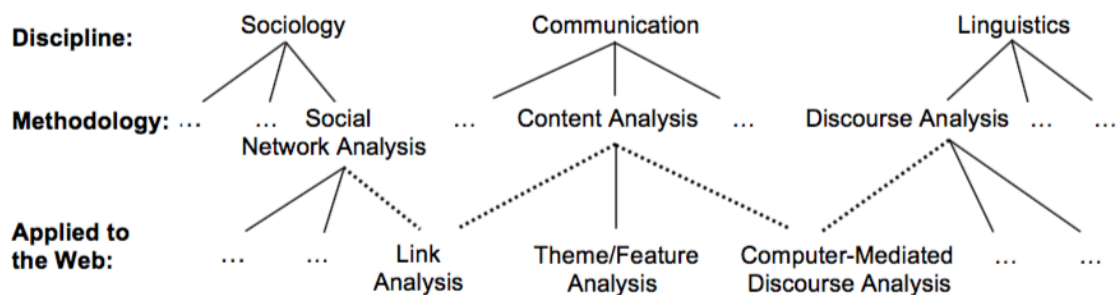 Discipline: Sociology Communication Linguistics
Methodology: ... ... Social ... Content Analysis ... Discourse Analysis ... ...
Network Analysis
Applied to
the Web: ... ... Link Theme/Feature Computer-Mediated ... ...
Analysis Analysis Discourse Analysis